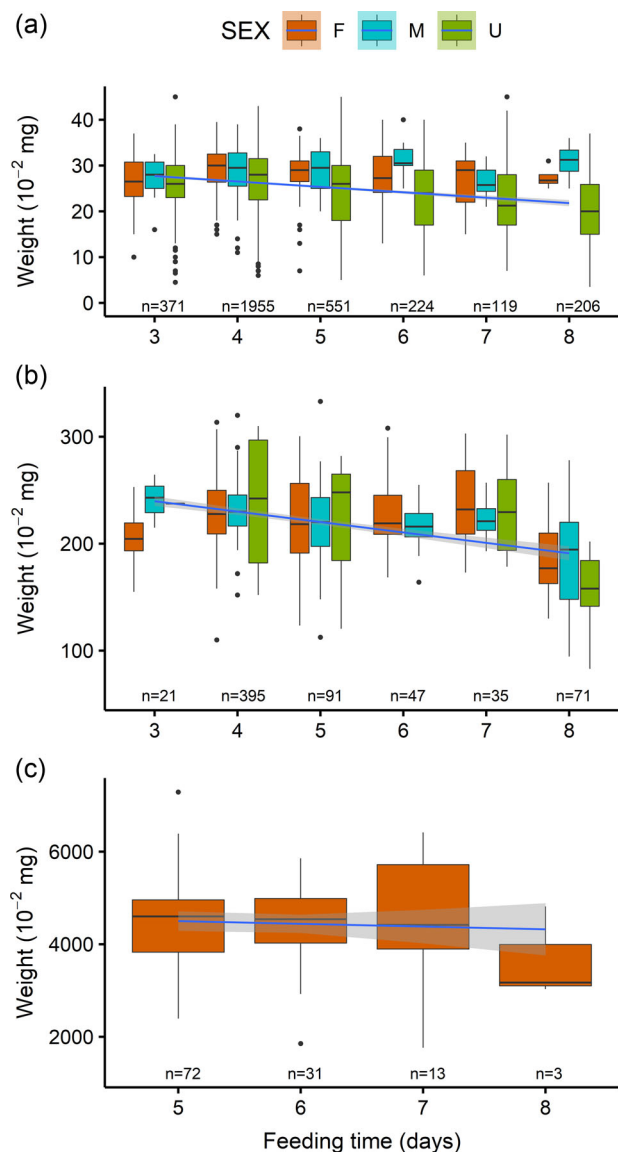 (a)
SEX F M U
Weight (10⁻² mg)
40
30
20
10
0
n=371 n=1955 n=551 n=224 n=119 n=206
3 4 5 6 7 8
(b)
Weight (10⁻² mg)
300
200
100
n=21 n=395 n=91 n=47 n=35 n=71
3 4 5 6 7 8
(c)
Weight (10⁻² mg)
6000
4000
2000
n=72 n=31 n=13 n=3
5 6 7 8
Feeding time (days)